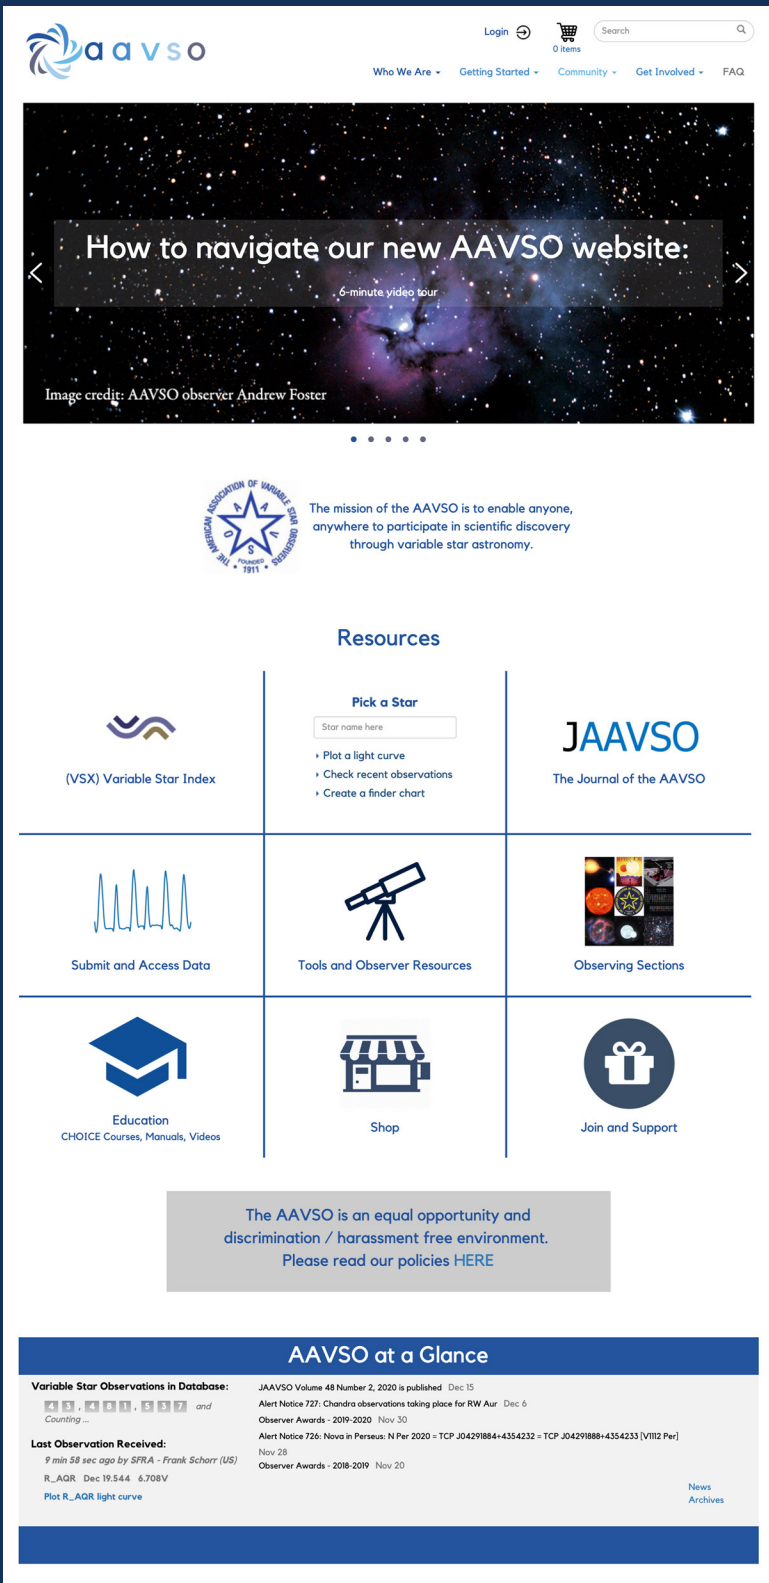 aavso
Login
0 items
Search
Who We Are
Getting Started
Community
Get Involved
FAQ
How to navigate our new AAVSO website:
6-minute video tour
Image credit: AAVSO observer Andrew Foster
THE AMERICAN ASSOCIATION OF VARIABLE STAR OBSERVERS
AAVSO
FOUNDED
• 1911 •
The mission of the AAVSO is to enable anyone,
anywhere to participate in scientific discovery
through variable star astronomy.
Resources
(VSX) Variable Star Index
Pick a Star
Star name here
Plot a light curve
Check recent observations
Create a finder chart
JAAVSO
The Journal of the AAVSO
Submit and Access Data
Tools and Observer Resources
Observing Sections
Education
CHOICE Courses, Manuals, Videos
Shop
Join and Support
The AAVSO is an equal opportunity and
discrimination / harassment free environment.
Please read our policies HERE
AAVSO at a Glance
Variable Star Observations in Database:
43,481,537 and
Counting ...
Last Observation Received:
9 min 58 sec ago by SFRA - Frank Schorr (US)
R_AQR Dec 19.544 6.708V
Plot R_AQR light curve
JAAVSO Volume 48 Number 2, 2020 is published Dec 15
Alert Notice 727: Chandra observations taking place for RW Aur Dec 6
Observer Awards - 2019-2020 Nov 30
Alert Notice 726: Nova in Perseus: N Per 2020 = TCP J04291884+4354232 = TCP J04291888+4354233 [V1112 Per]
Nov 28
Observer Awards - 2018-2019 Nov 20
News
Archives